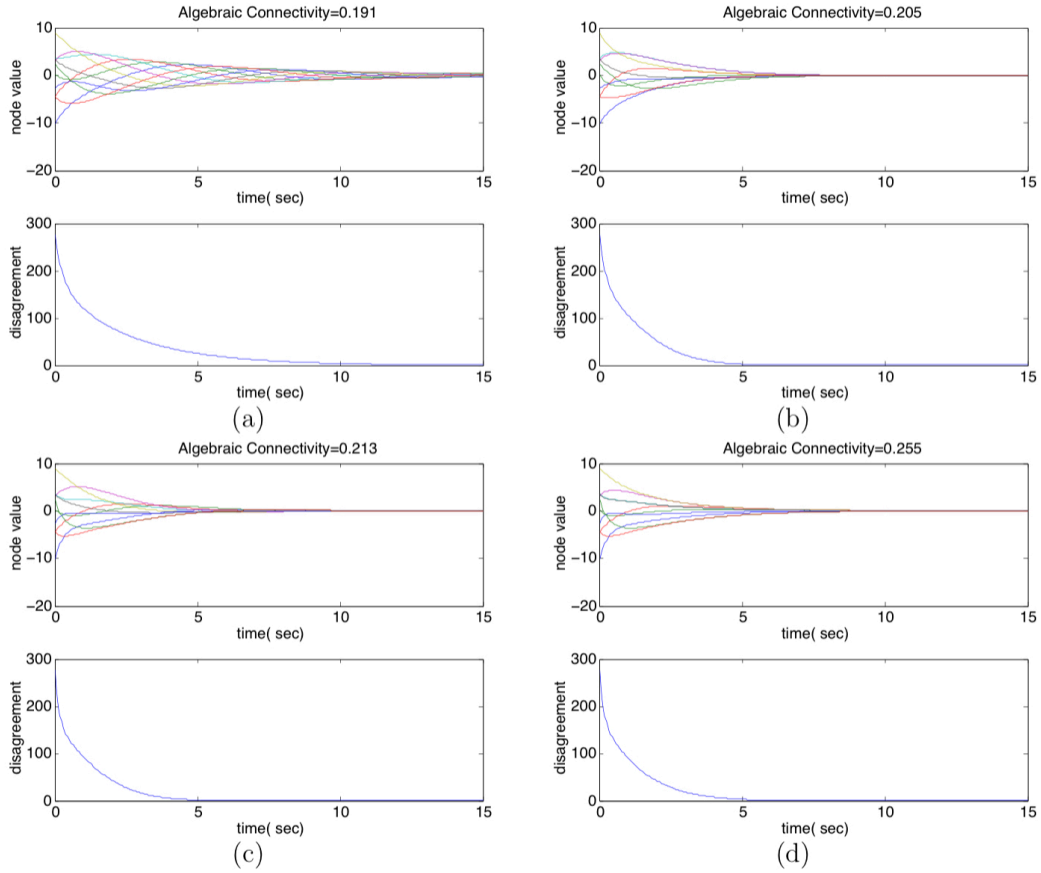 Algebraic Connectivity=0.191
10
0
−10
−20
node value
0 5 10 15
time( sec)
300
200
100
0
disagreement
0 5 10 15
time( sec)
(a)
Algebraic Connectivity=0.205
10
0
−10
−20
node value
0 5 10 15
time( sec)
300
200
100
0
disagreement
0 5 10 15
time( sec)
(b)
Algebraic Connectivity=0.213
10
0
−10
−20
node value
0 5 10 15
time( sec)
300
200
100
0
disagreement
0 5 10 15
time( sec)
(c)
Algebraic Connectivity=0.255
10
0
−10
−20
node value
0 5 10 15
time( sec)
300
200
100
0
disagreement
0 5 10 15
time( sec)
(d)